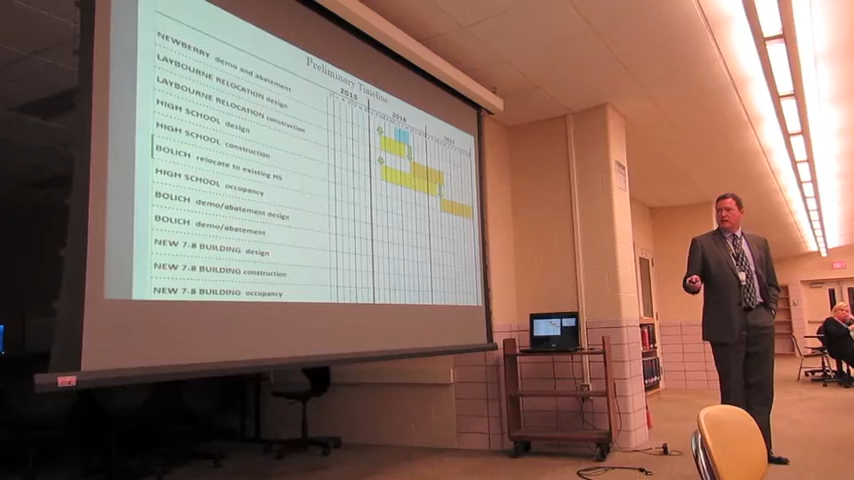 Preliminary Timeline
2015 2016 2017
NEWBERRY demo and abatement
LAYBOURNE RELOCATION design
LAYBOURNE RELOCATION construction
HIGH SCHOOL design
HIGH SCHOOL construction
BOLICH relocate to existing HS
HIGH SCHOOL occupancy
BOLICH demo/abatement design
BOLICH demo/abatement
NEW 7-8 BUILDING design
NEW 7-8 BUILDING construction
NEW 7-8 BUILDING occupancy